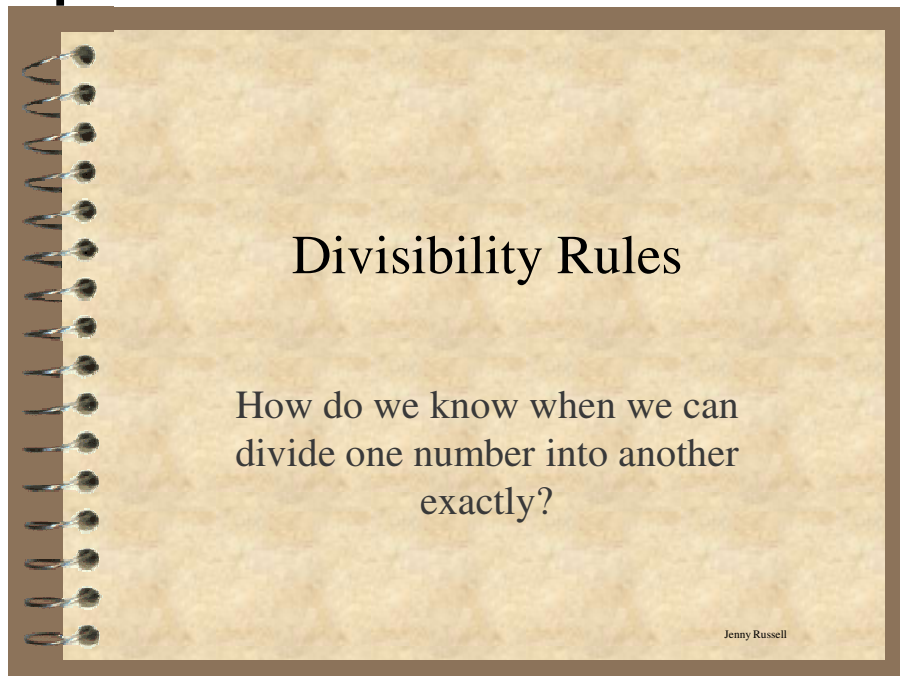 Divisibility Rules
How do we know when we can
divide one number into another
exactly?
Jenny Russell